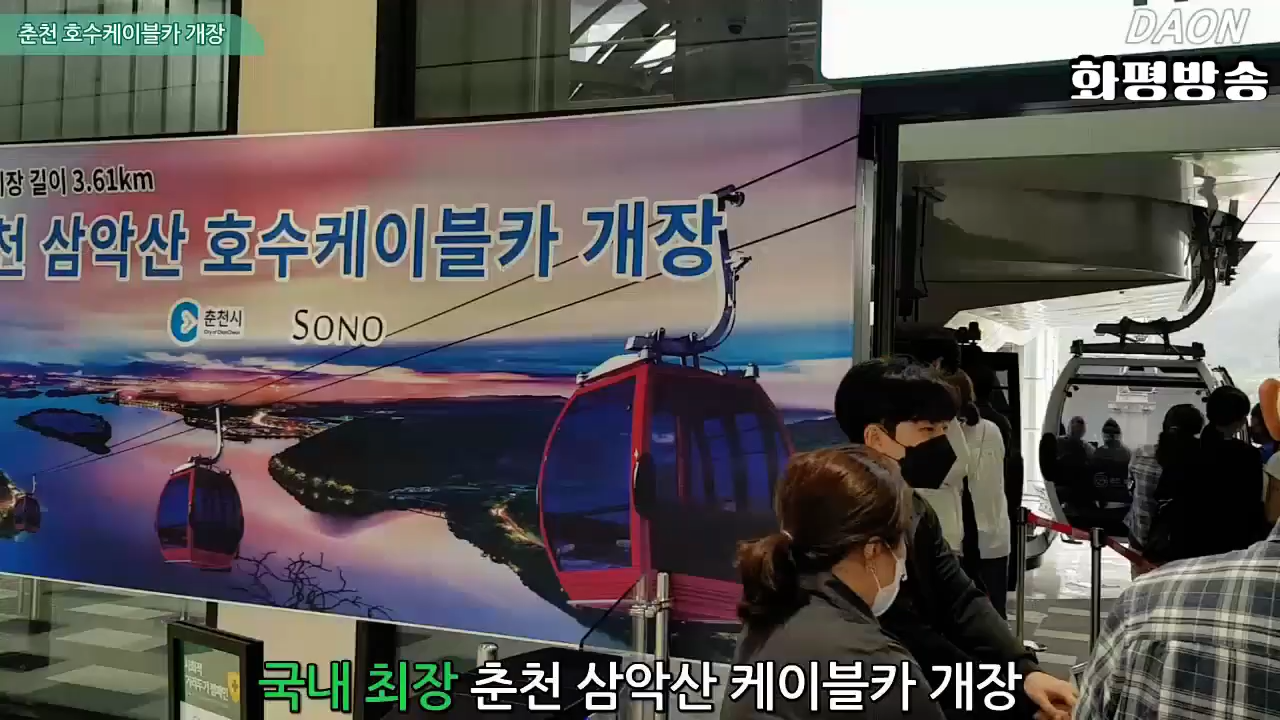 춘천 호수케이블카 개장
DAON
화평방송
장 길이 3.61km
천 삼악산 호수케이블카 개장
춘천시
SONO
국내 최장 춘천 삼악산 케이블카 개장